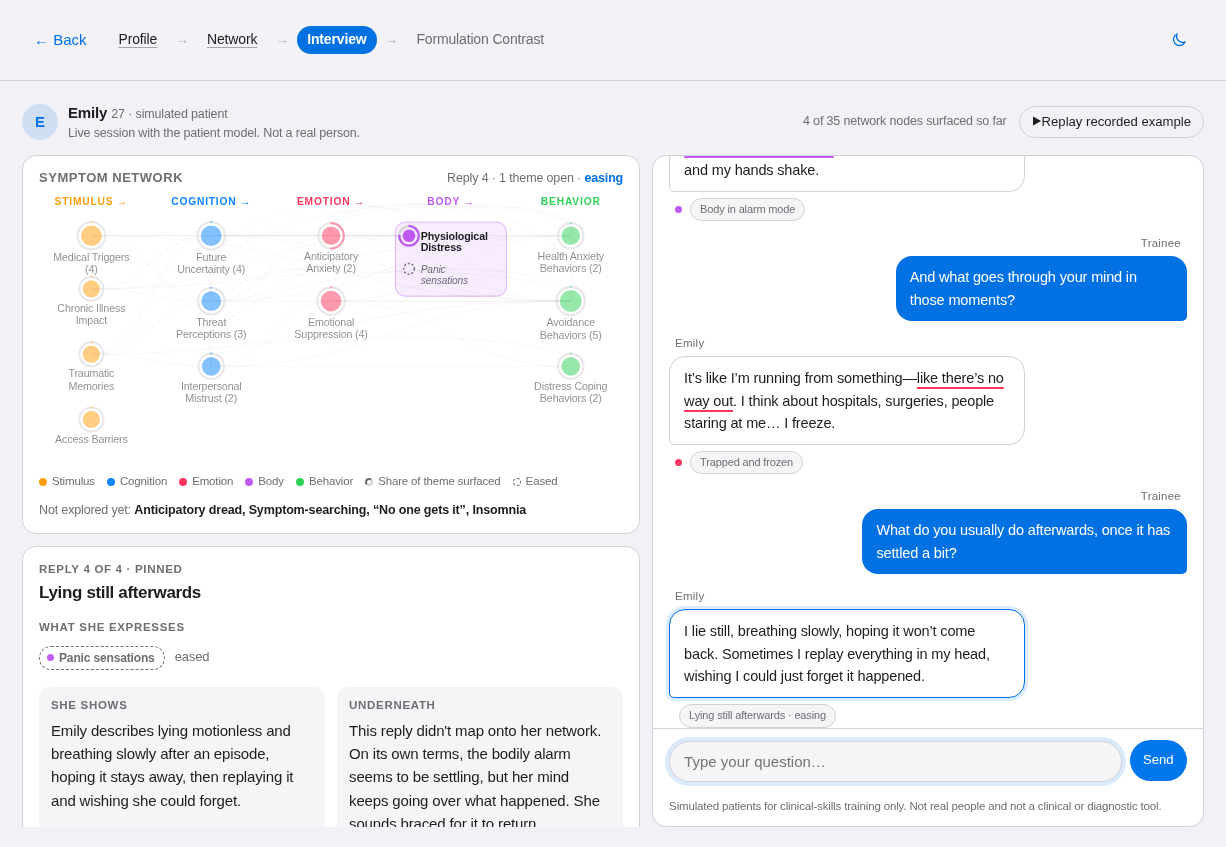 ← Back
Profile → Network → Interview → Formulation Contrast
E
Emily 27 · simulated patient
Live session with the patient model. Not a real person.
4 of 35 network nodes surfaced so far
Replay recorded example
SYMPTOM NETWORK
Reply 4 · 1 theme open · easing
STIMULUS → COGNITION → EMOTION → BODY → BEHAVIOR
Medical Triggers
(4)
Chronic Illness
Impact
Traumatic
Memories
Access Barriers
Future
Uncertainty (4)
Threat
Perceptions (3)
Interpersonal
Mistrust (2)
Anticipatory
Anxiety (2)
Emotional
Suppression (4)
Physiological
Distress
Panic
sensations
Health Anxiety
Behaviors (2)
Avoidance
Behaviors (5)
Distress Coping
Behaviors (2)
Stimulus Cognition Emotion Body Behavior Share of theme surfaced Eased
Not explored yet: Anticipatory dread, Symptom-searching, “No one gets it”, Insomnia
REPLY 4 OF 4 · PINNED
Lying still afterwards
WHAT SHE EXPRESSES
Panic sensations eased
SHE SHOWS
Emily describes lying motionless and
breathing slowly after an episode,
hoping it stays away, then replaying it
and wishing she could forget.
UNDERNEATH
This reply didn't map onto her network.
On its own terms, the bodily alarm
seems to be settling, but her mind
keeps going over what happened. She
sounds braced for it to return
and my hands shake.
Body in alarm mode
Trainee
And what goes through your mind in
those moments?
Emily
It’s like I’m running from something—like there’s no
way out. I think about hospitals, surgeries, people
staring at me… I freeze.
Trapped and frozen
Trainee
What do you usually do afterwards, once it has
settled a bit?
Emily
I lie still, breathing slowly, hoping it won’t come
back. Sometimes I replay everything in my head,
wishing I could just forget it happened.
Lying still afterwards · easing
Type your question…
Send
Simulated patients for clinical-skills training only. Not real people and not a clinical or diagnostic tool.